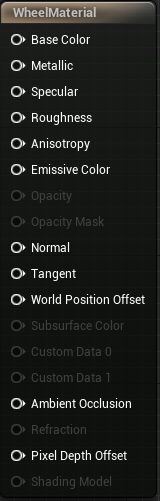 WheelMaterial
Base Color
Metallic
Specular
Roughness
Anisotropy
Emissive Color
Opacity
Opacity Mask
Normal
Tangent
World Position Offset
Subsurface Color
Custom Data 0
Custom Data 1
Ambient Occlusion
Refraction
Pixel Depth Offset
Shading Model